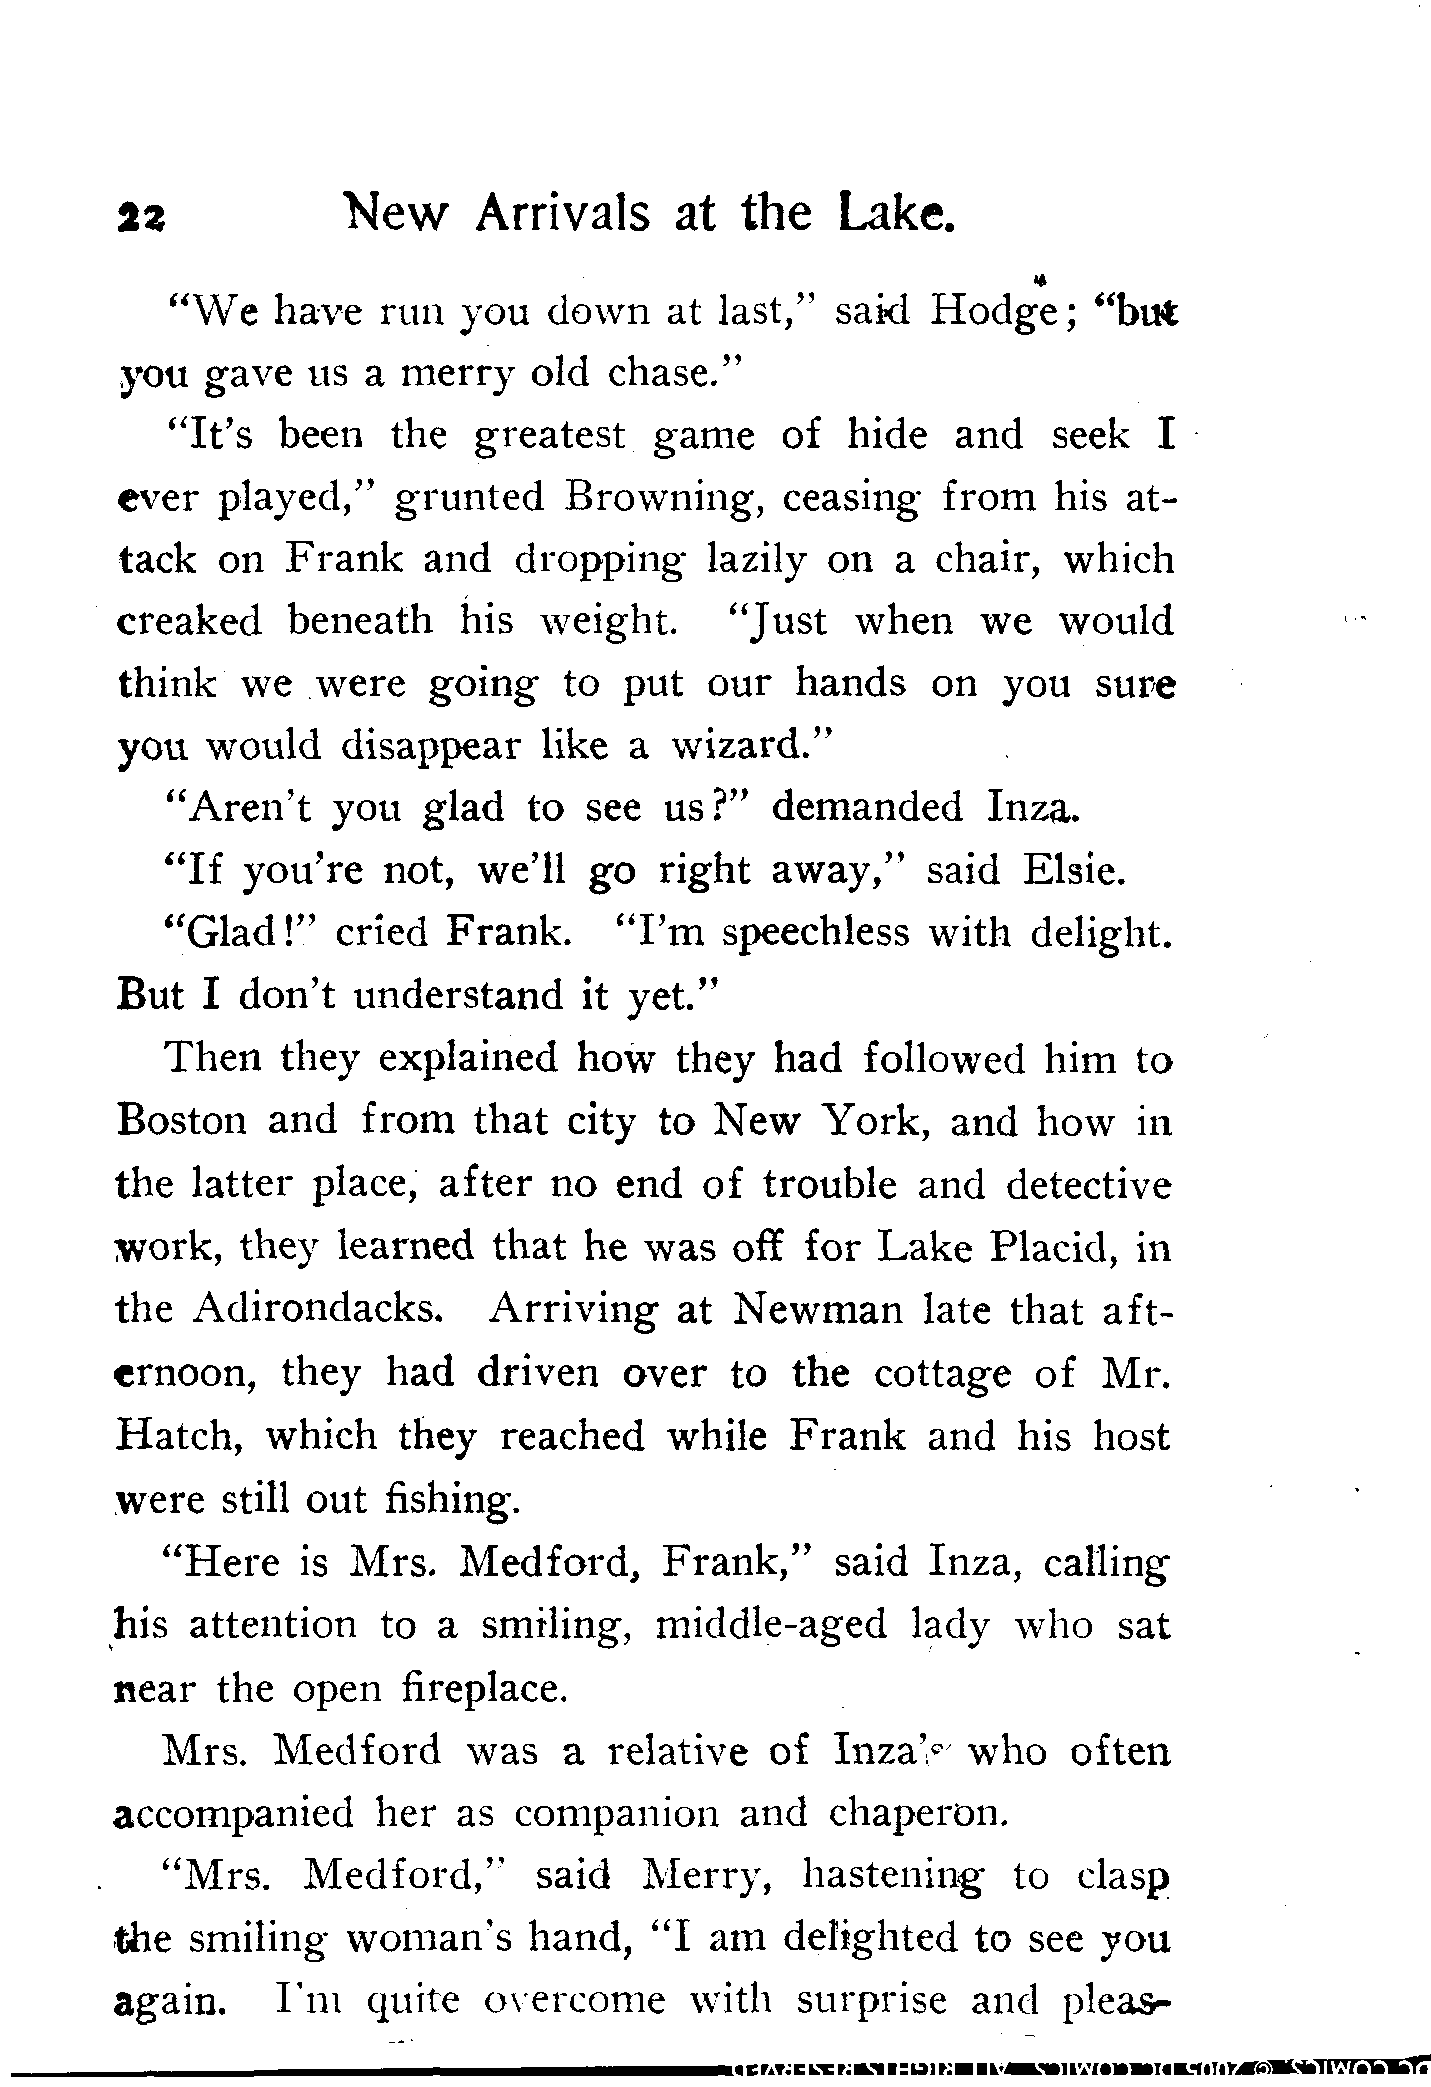 22 New Arrivals at the Lake.
“We have run you down at last,” said Hodge; “but
you gave us a merry old chase.”
“It’s been the greatest game of hide and seek I
ever played,” grunted Browning, ceasing from his at-
tack on Frank and dropping lazily on a chair, which
creaked beneath his weight. “Just when we would
think we were going to put our hands on you sure
you would disappear like a wizard.”
“Aren’t you glad to see us?” demanded Inza.
“If you’re not, we’ll go right away,” said Elsie.
“Glad!” cried Frank. “I’m speechless with delight.
But I don’t understand it yet.”
Then they explained how they had followed him to
Boston and from that city to New York, and how in
the latter place, after no end of trouble and detective
work, they learned that he was off for Lake Placid, in
the Adirondacks. Arriving at Newman late that aft-
ernoon, they had driven over to the cottage of Mr.
Hatch, which they reached while Frank and his host
were still out fishing.
“Here is Mrs. Medford, Frank,” said Inza, calling
his attention to a smiling, middle-aged lady who sat
near the open fireplace.
Mrs. Medford was a relative of Inza’s who often
accompanied her as companion and chaperon.
“Mrs. Medford,” said Merry, hastening to clasp
the smiling woman’s hand, “I am delighted to see you
again. I’m quite overcome with surprise and pleas-
DC COMICS. © 2005 DC COMICS ALL RIGHTS RESERVED